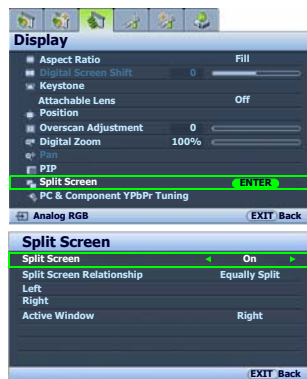 Display
Aspect Ratio Fill
Digital Screen Shift 0
Keystone
Attachable Lens Off
Position
Overscan Adjustment 0
Digital Zoom 100%
Pan
PIP
Split Screen ENTER
PC & Component YPbPr Tuning
Analog RGB EXIT Back
Split Screen
Split Screen On
Split Screen Relationship Equally Split
Left
Right
Active Window Right
EXIT Back